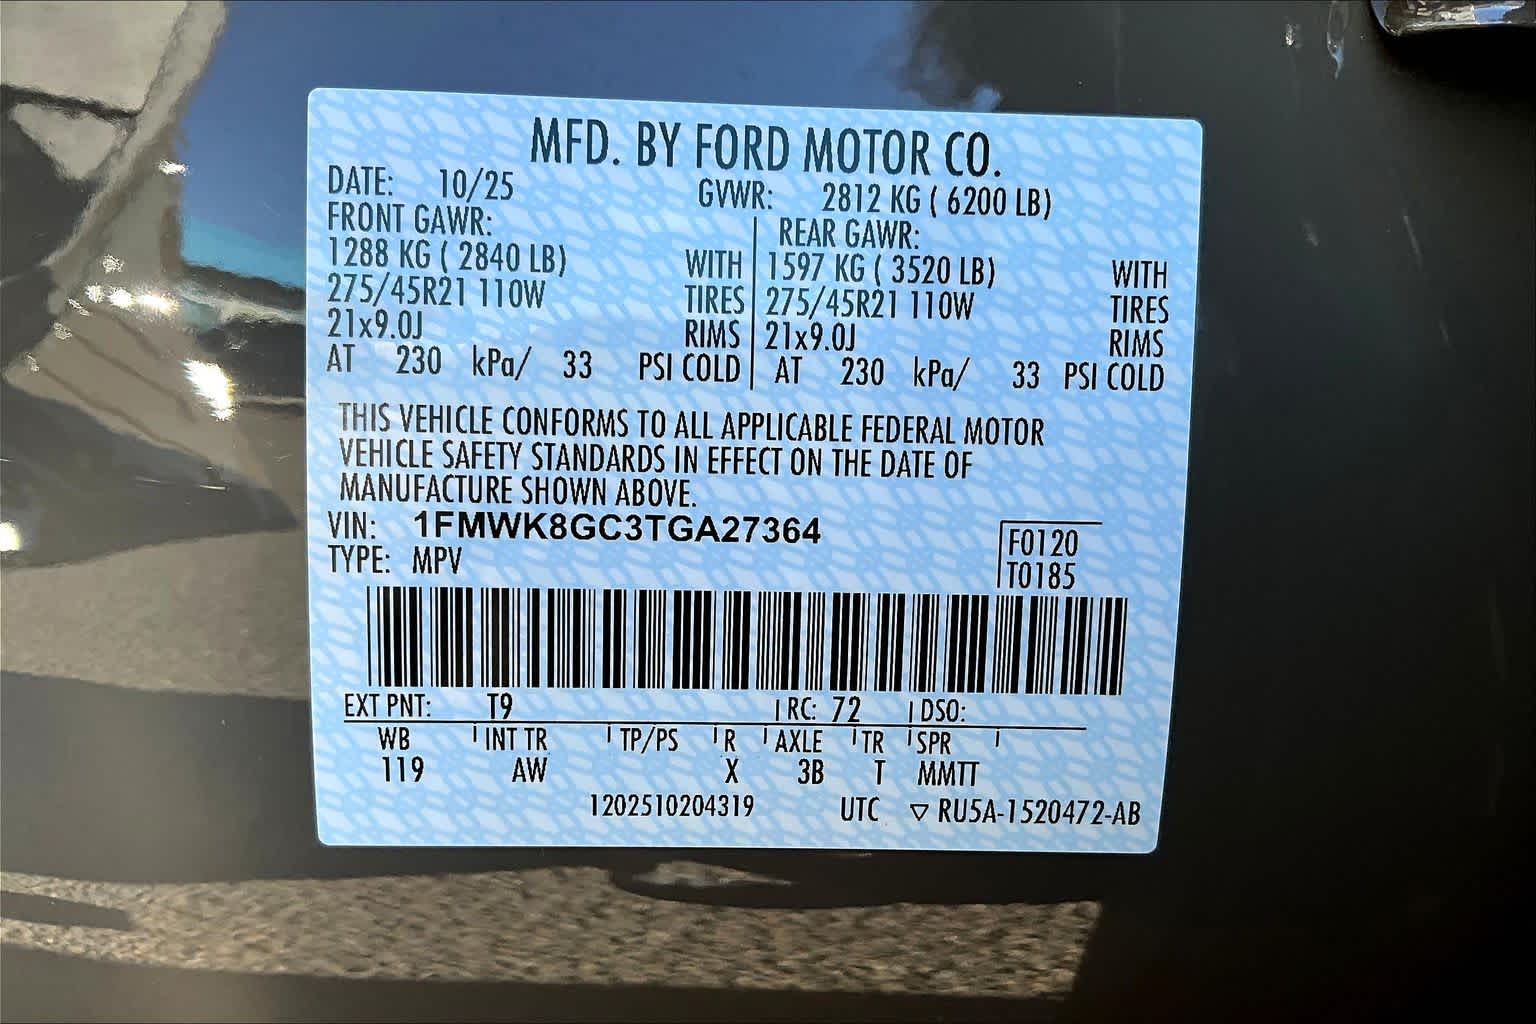 MFD. BY FORD MOTOR CO.
DATE: 10/25 GVWR: 2812 KG ( 6200 LB)
FRONT GAWR: REAR GAWR:
1288 KG ( 2840 LB) WITH 1597 KG ( 3520 LB) WITH
275/45R21 110W TIRES 275/45R21 110W TIRES
21x9.0J RIMS 21x9.0J RIMS
AT 230 kPa/ 33 PSI COLD AT 230 kPa/ 33 PSI COLD
THIS VEHICLE CONFORMS TO ALL APPLICABLE FEDERAL MOTOR
VEHICLE SAFETY STANDARDS IN EFFECT ON THE DATE OF
MANUFACTURE SHOWN ABOVE.
VIN: 1FMWK8GC3TGA27364
TYPE: MPV
F0120
T0185
EXT PNT: T9 RC: 72 DSO:
WB INT TR TP/PS R AXLE TR SPR
119 AW X 3B T MMTT
1202510204319 UTC ▽ RU5A-1520472-AB